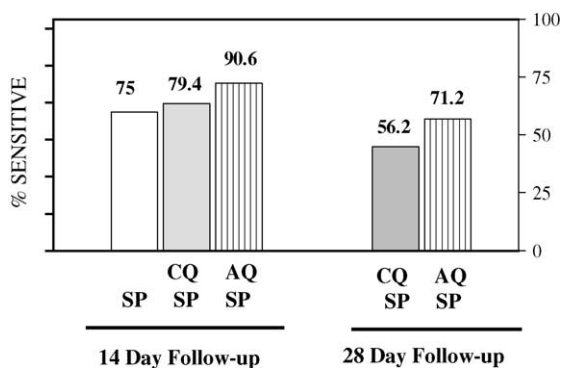 % SENSITIVE
100
75
50
25
0
75
79.4
90.6
56.2
71.2
CQ AQ CQ AQ
SP SP SP SP SP
14 Day Follow-up 28 Day Follow-up